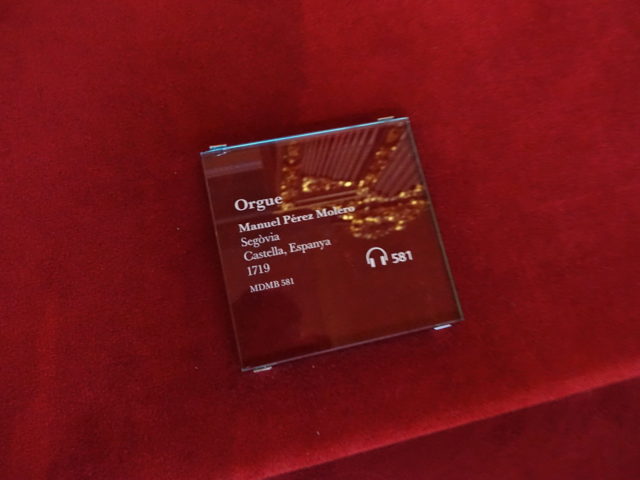 Orgue
Manuel Pérez Molero
Segòvia
Castella, Espanya
1719
MDMB 581
581